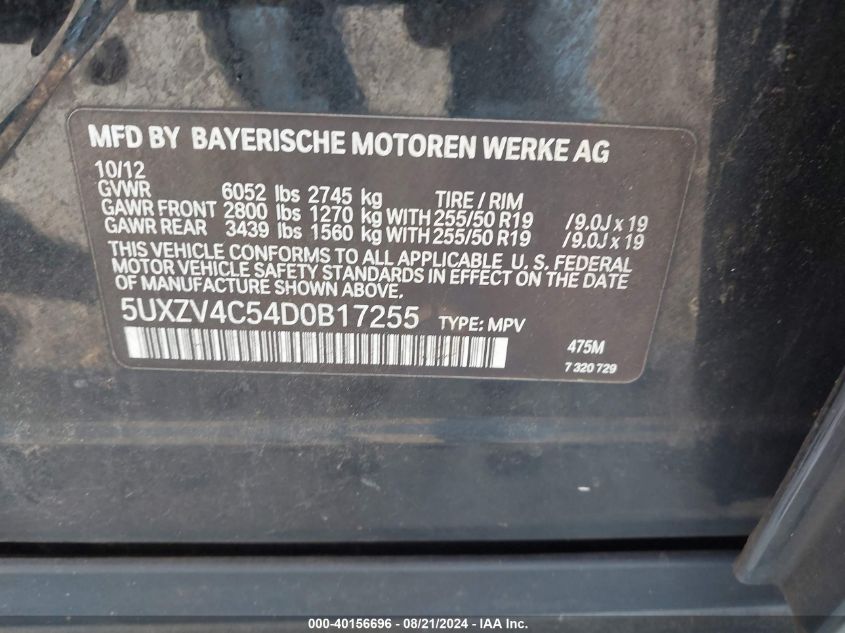 MFD BY BAYERISCHE MOTOREN WERKE AG
10/12
GVWR 6052 lbs 2745 kg TIRE / RIM
GAWR FRONT 2800 lbs 1270 kg WITH 255/50 R19 /9.0J x 19
GAWR REAR 3439 lbs 1560 kg WITH 255/50 R19 /9.0J x 19
THIS VEHICLE CONFORMS TO ALL APPLICABLE U. S. FEDERAL
MOTOR VEHICLE SAFETY STANDARDS IN EFFECT ON THE DATE
OF MANUFACTURE SHOWN ABOVE.
5UXZV4C54D0B17255 TYPE: MPV
475M
7 320 729
000-40156696 - 08/21/2024 - IAA Inc.